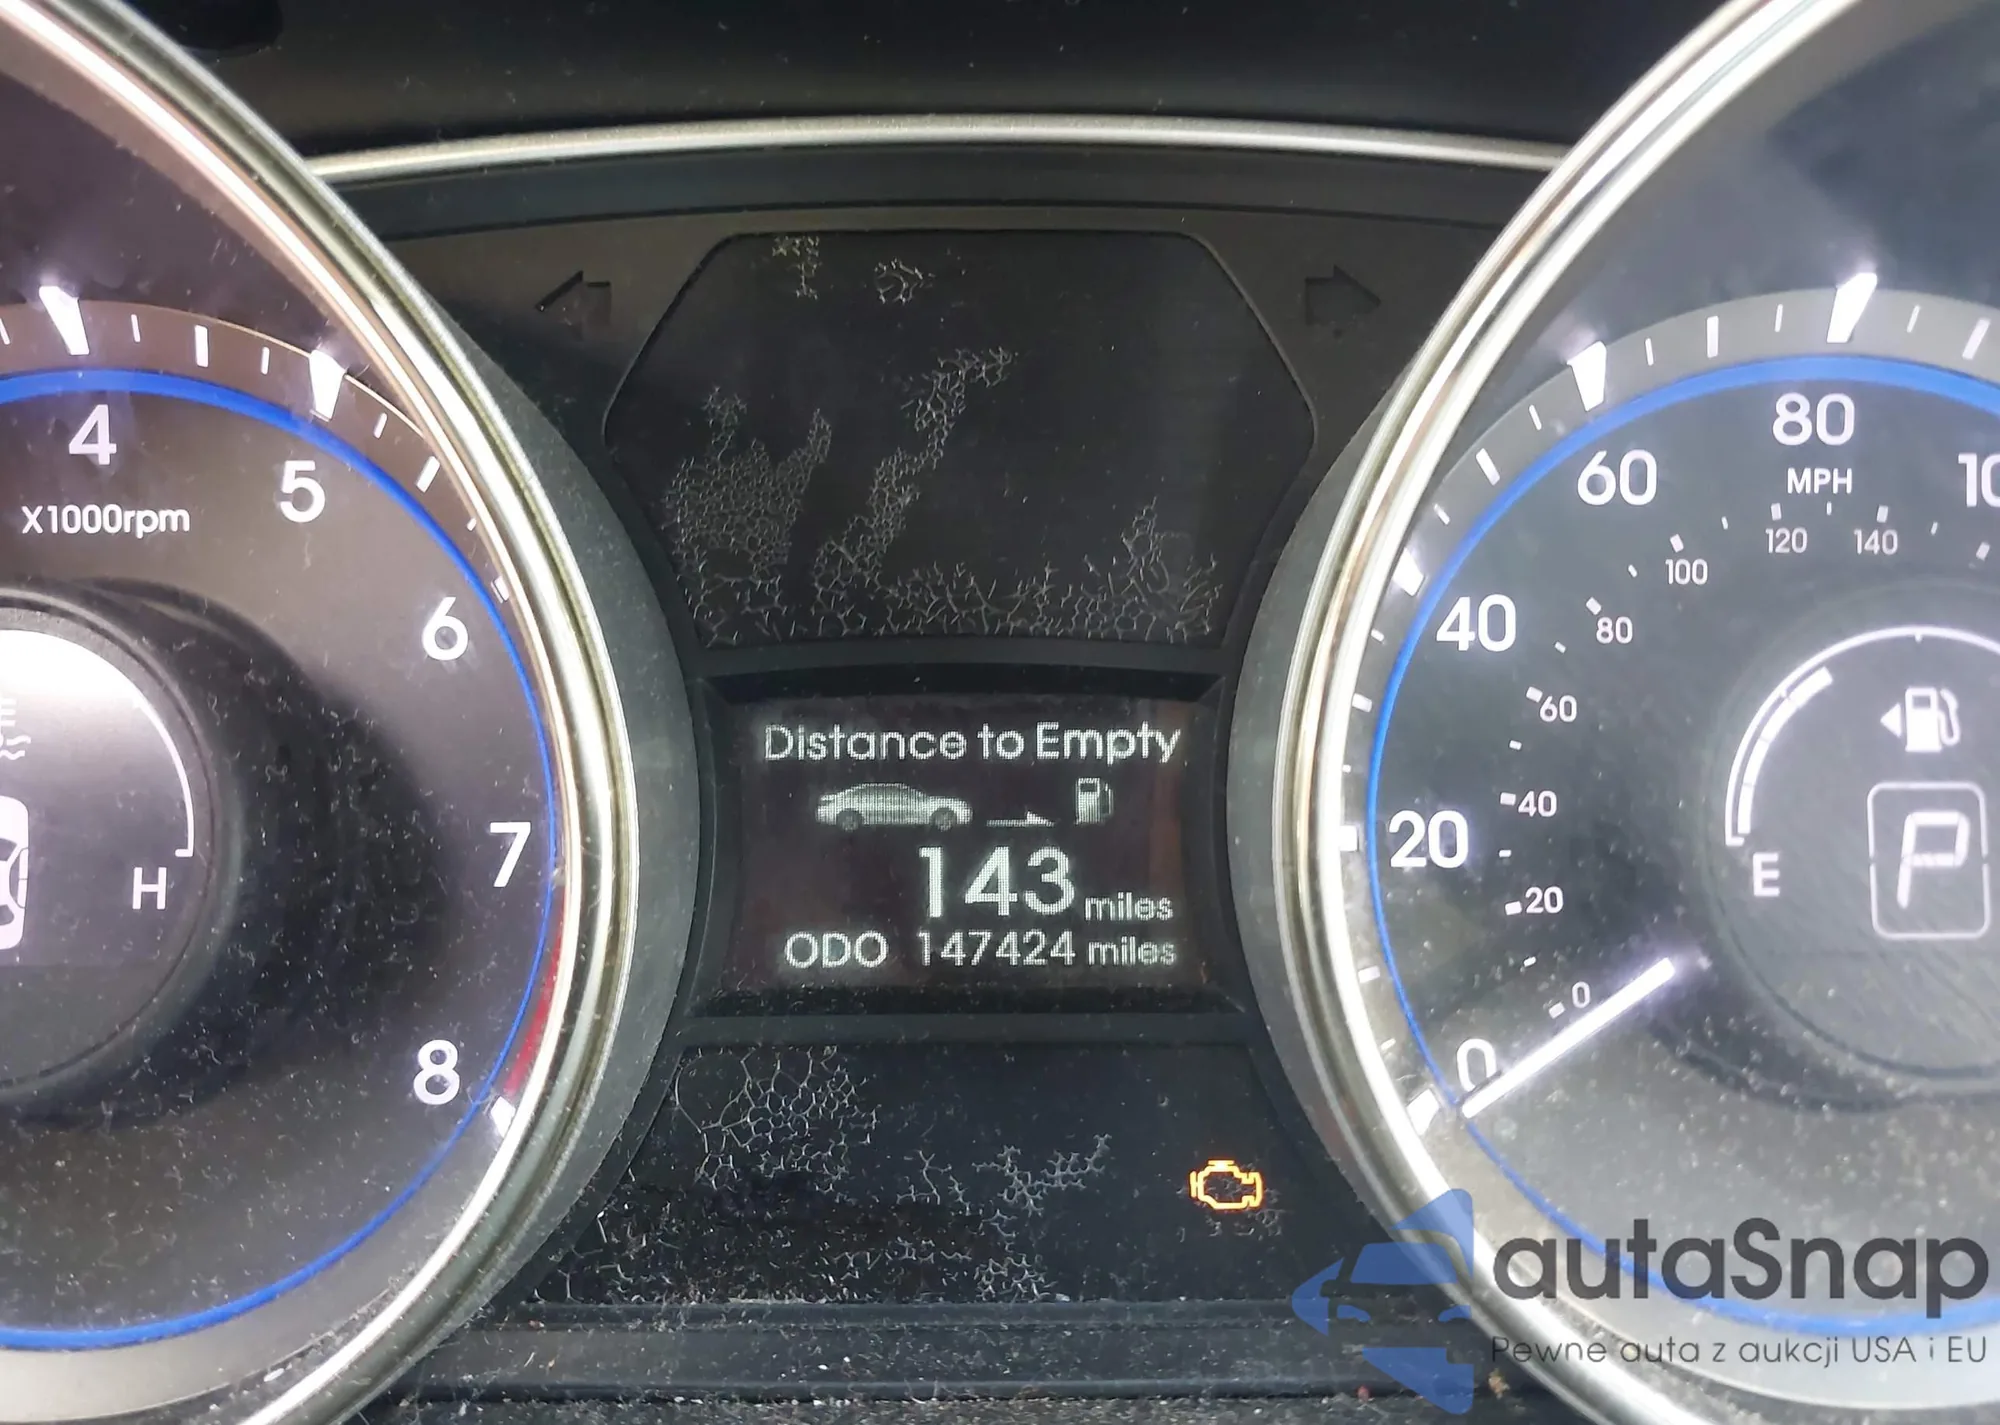 4
5
X1000rpm
6
7
8
H
Distance to Empty
143 miles
ODO 147424 miles
80
MPH
60
40
20
0
120
140
100
80
60
40
20
0
E
P
autaSnap
Pewne auta z aukcji USA i EU